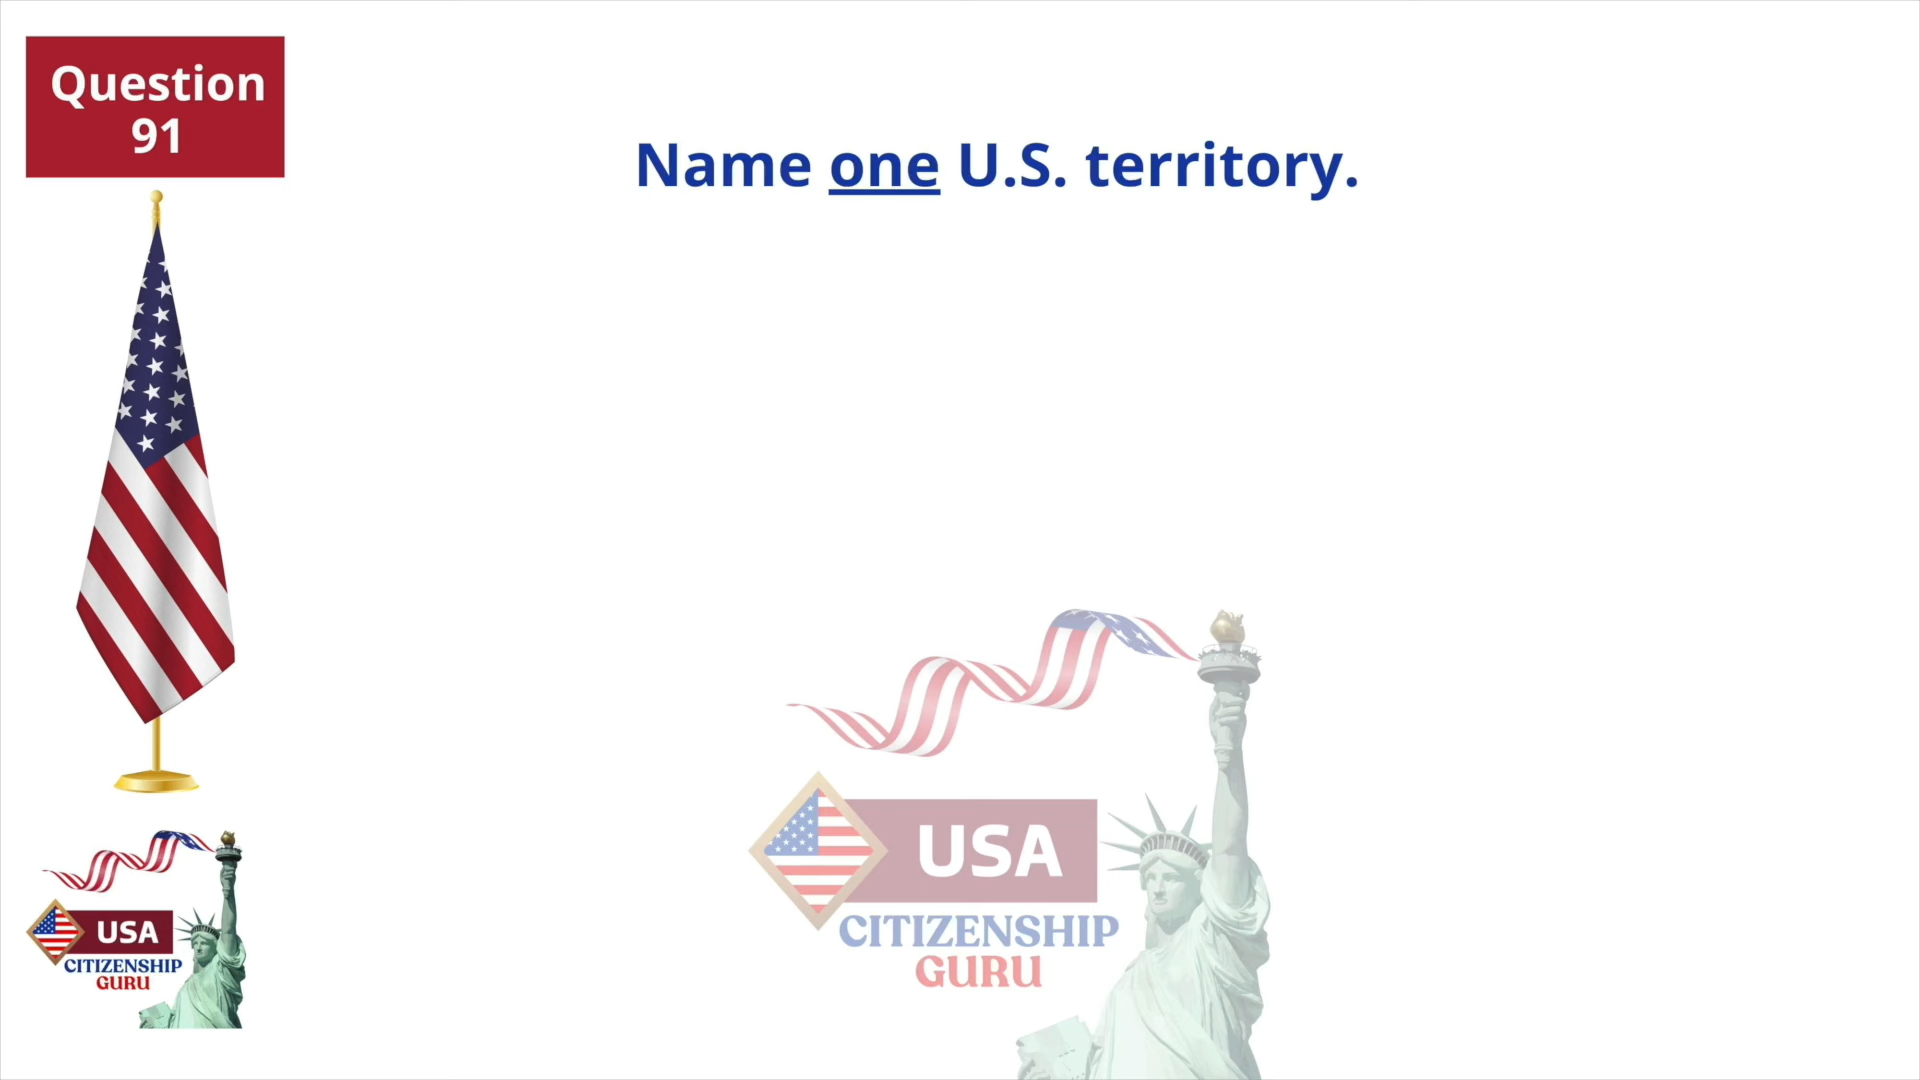 Question
91
Name one U.S. territory.
USA
CITIZENSHIP
GURU
USA
CITIZENSHIP
GURU